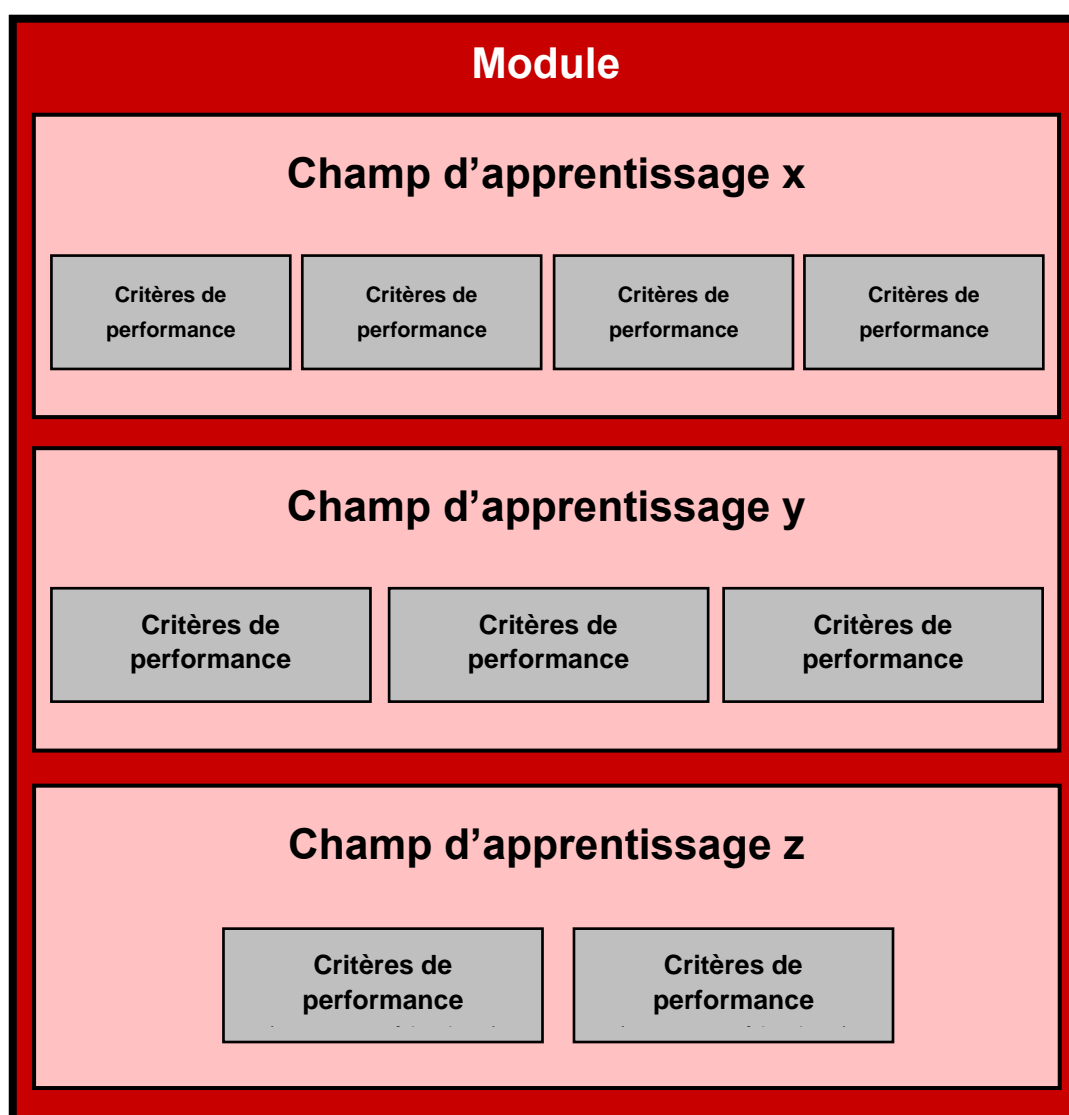 Module
Champ d’apprentissage x
Critères de Critères de Critères de Critères de
performance performance performance performance
Champ d’apprentissage y
Critères de Critères de Critères de
performance performance performance
Champ d’apprentissage z
Critères de Critères de
performance performance